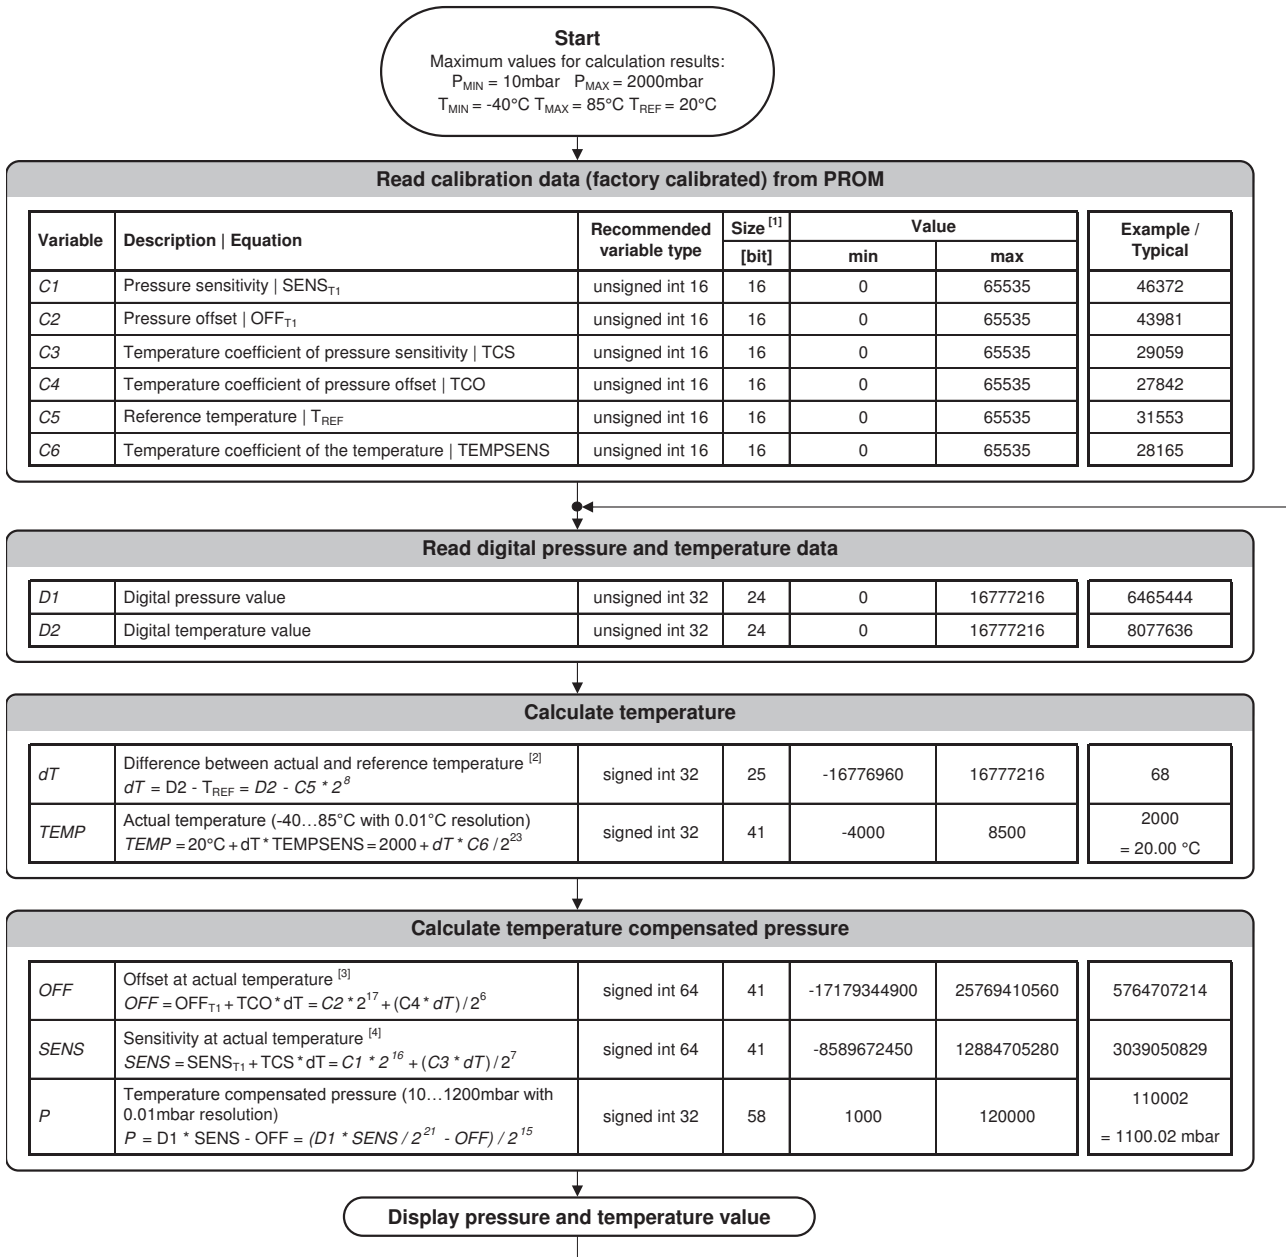 Start
Maximum values for calculation results:
P_MIN = 10mbar P_MAX = 2000mbar
T_MIN = -40°C T_MAX = 85°C T_REF = 20°C
Read calibration data (factory calibrated) from PROM
Variable Description | Equation Recommended variable type Size [1] [bit] Value min max Example / Typical
C1 Pressure sensitivity | SENS_T1 unsigned int 16 16 0 65535 46372
C2 Pressure offset | OFF_T1 unsigned int 16 16 0 65535 43981
C3 Temperature coefficient of pressure sensitivity | TCS unsigned int 16 16 0 65535 29059
C4 Temperature coefficient of pressure offset | TCO unsigned int 16 16 0 65535 27842
C5 Reference temperature | T_REF unsigned int 16 16 0 65535 31553
C6 Temperature coefficient of the temperature | TEMPSENS unsigned int 16 16 0 65535 28165
Read digital pressure and temperature data
D1 Digital pressure value unsigned int 32 24 0 16777216 6465444
D2 Digital temperature value unsigned int 32 24 0 16777216 8077636
Calculate temperature
Difference between actual and reference temperature [2]
dT signed int 32 25 -16776960 16777216 68
dT = D2 - T_REF = D2 - C5 * 2^8
Actual temperature (-40…85°C with 0.01°C resolution) 2000
TEMP signed int 32 41 -4000 8500
TEMP = 20°C + dT * TEMPSENS = 2000 + dT * C6 / 2^23 = 20.00 °C
Calculate temperature compensated pressure
Offset at actual temperature [3]
OFF signed int 64 41 -17179344900 25769410560 5764707214
OFF = OFF_T1 + TCO * dT = C2 * 2^17 + (C4 * dT) / 2^6
Sensitivity at actual temperature [4]
SENS signed int 64 41 -8589672450 12884705280 3039050829
SENS = SENS_T1 + TCS * dT = C1 * 2^16 + (C3 * dT) / 2^7
Temperature compensated pressure (10…1200mbar with 110002
P 0.01mbar resolution) signed int 32 58 1000 120000
P = D1 * SENS - OFF = (D1 * SENS / 2^21 - OFF) / 2^15 = 1100.02 mbar
Display pressure and temperature value